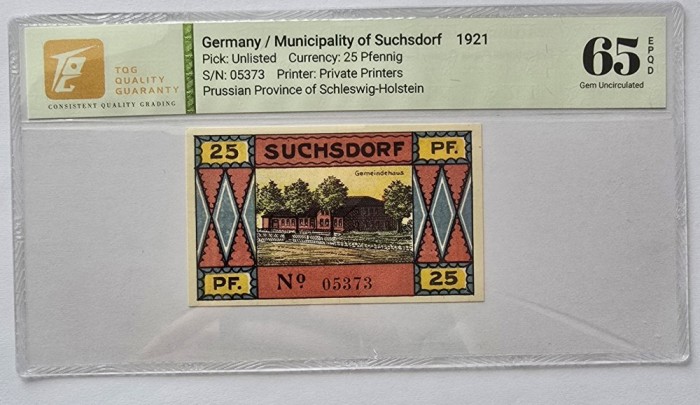 TQG
QUALITY
GUARANTY
CONSISTENT QUALITY GRADING
Germany / Municipality of Suchsdorf 1921
Pick: Unlisted Currency: 25 Pfennig
S/N: 05373 Printer: Private Printers
Prussian Province of Schleswig-Holstein
65 EPQD
Gem Uncirculated
25 SUCHSDORF PF.
Gemeindehaus
PF. Nº 05373 25